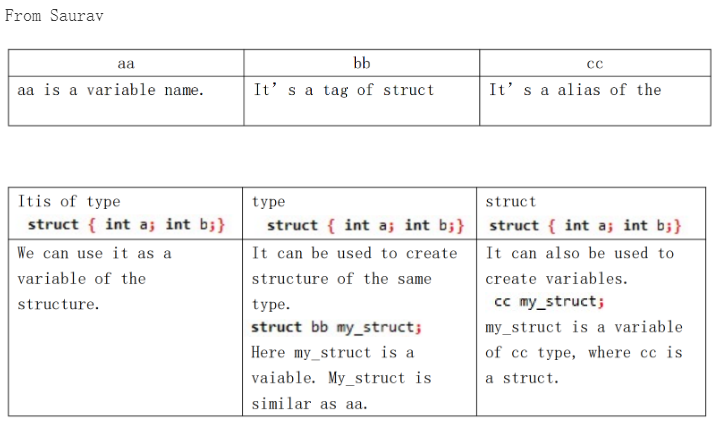 From Saurav
aa bb cc
aa is a variable name. It’s a tag of struct It’s a alias of the
Itis of type type struct
struct { int a; int b;} struct { int a; int b;} struct { int a; int b;}
We can use it as a
variable of the
structure.
It can be used to create
structure of the same
type.
struct bb my_struct;
Here my_struct is a
vaiable. My_struct is
similar as aa.
It can also be used to
create variables.
cc my_struct;
my_struct is a variable
of cc type, where cc is
a struct.